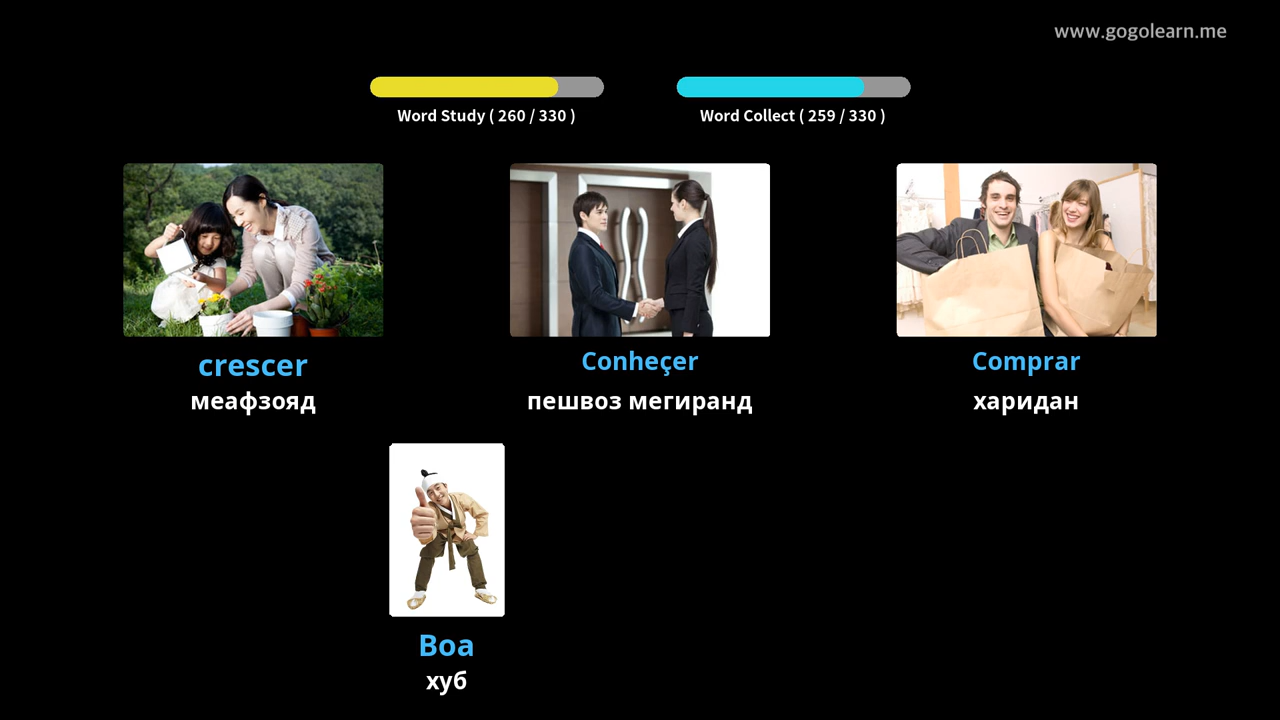 www.gogolearn.me
Word Study ( 260 / 330 )
Word Collect ( 259 / 330 )
crescer
меафзояд
Conheçer
пешвоз мегиранд
Comprar
харидан
Boa
хуб